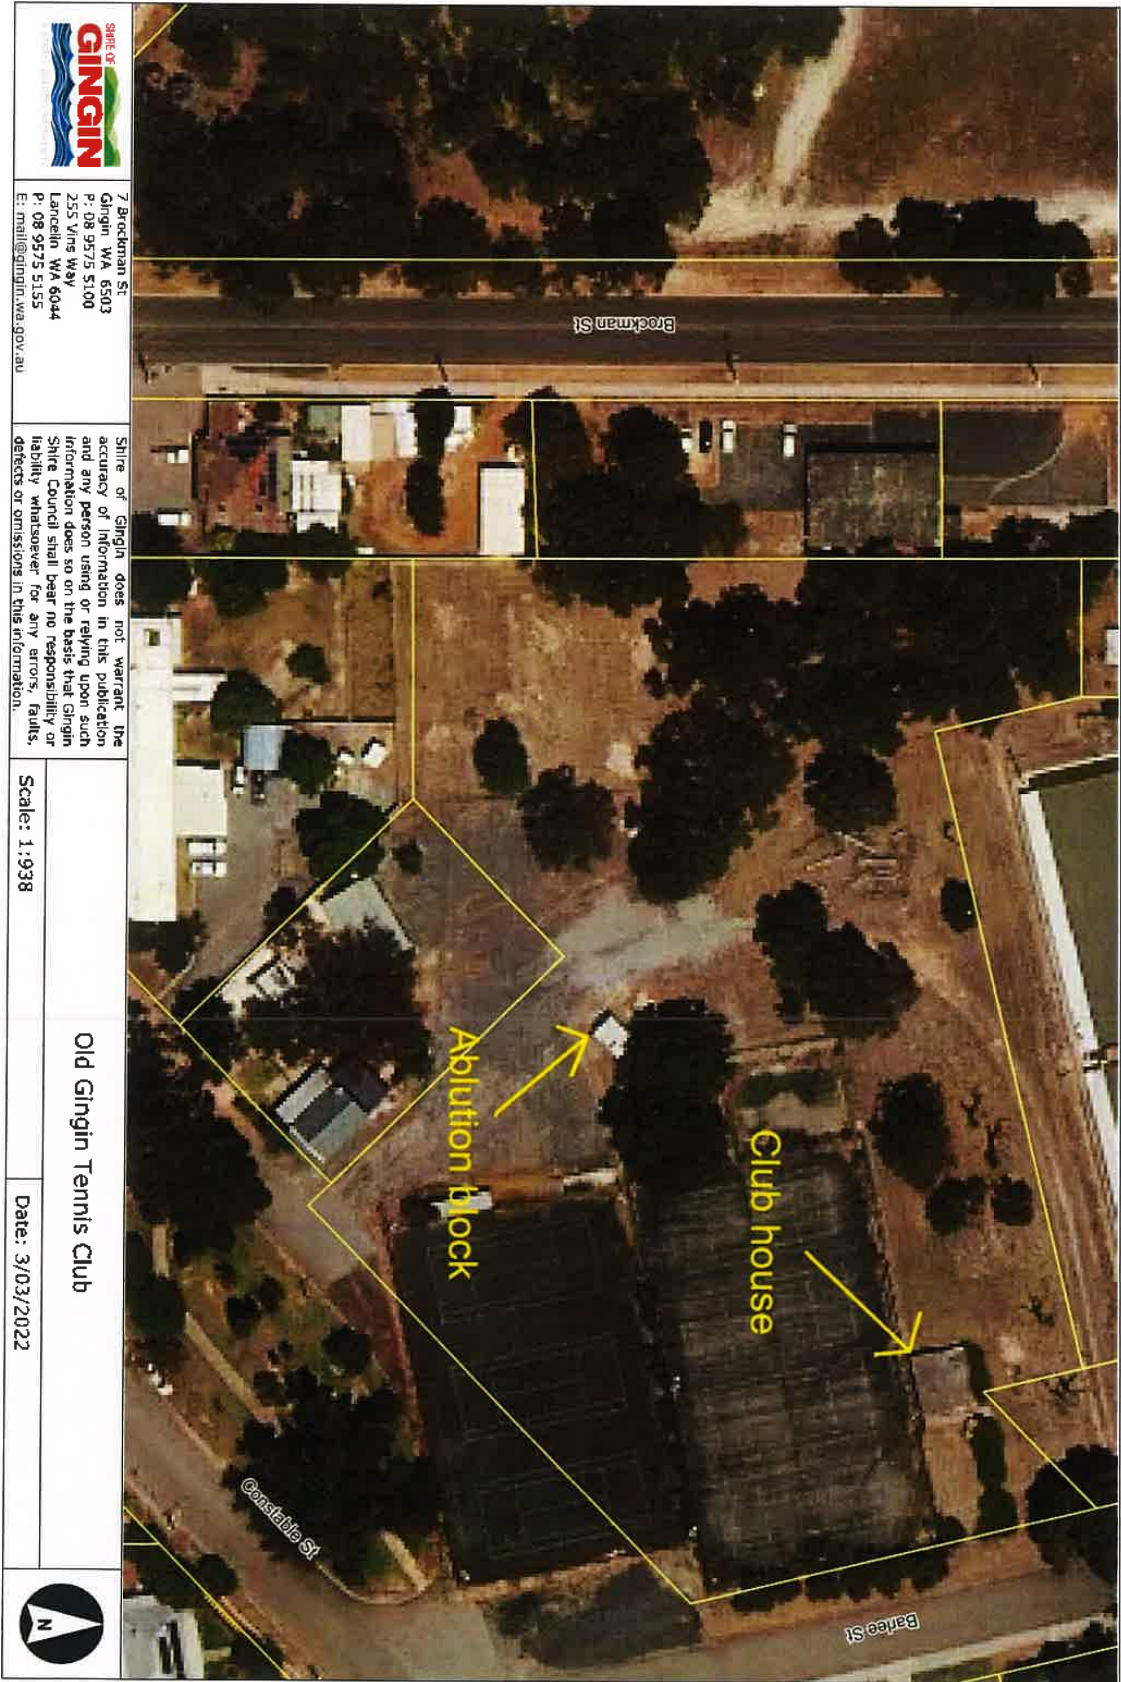 Brockman St
Ablution block
Club house
Constable St
Barlee St
SHIRE OF
GINGIN
7 Brockman St
Gingin WA 6503
P: 08 9575 5100
255 Vins Way
Lancelin WA 6044
P: 08 9575 5155
E: mail@gingin.wa.gov.au
Shire of Gingin does not warrant the
accuracy of information in this publication
and any person using or relying upon such
information does so on the basis that Gingin
Shire Council shall bear no responsibility or
liability whatsoever for any errors, faults,
defects or omissions in this information.
Old Gingin Tennis Club
Scale: 1:938
Date: 3/03/2022
N